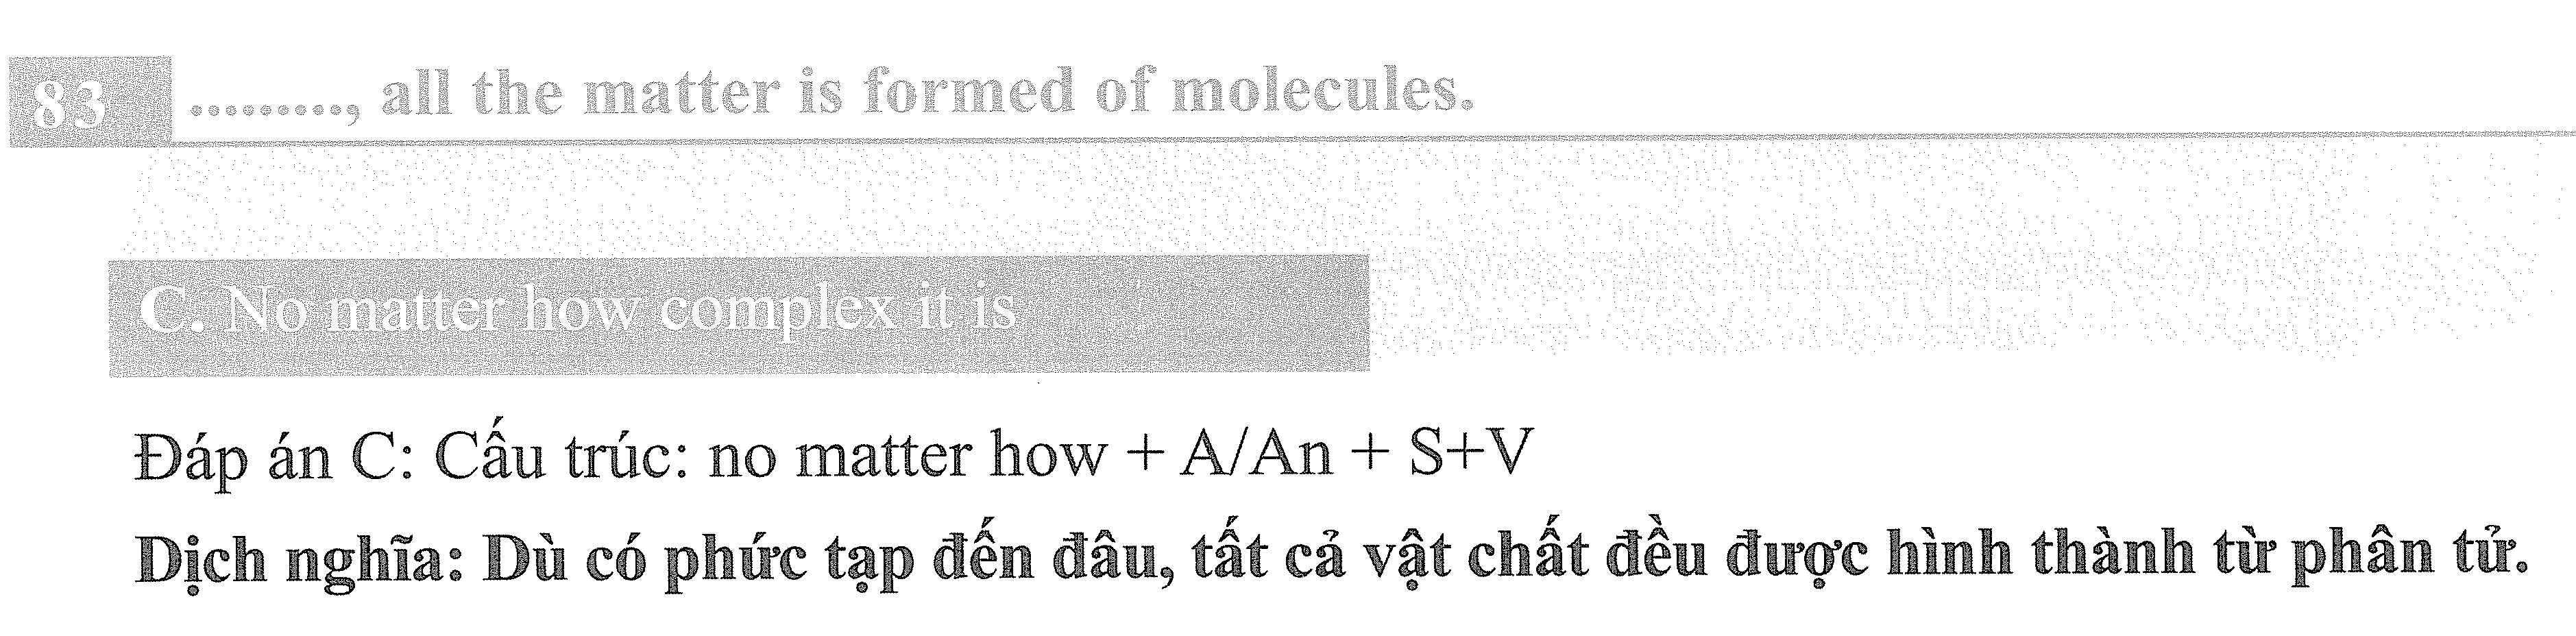 83 ........., all the matter is formed of molecules.
C. No matter how complex it is
Đáp án C: Cấu trúc: no matter how + A/An + S+V
Dịch nghĩa: Dù có phức tạp đến đâu, tất cả vật chất đều được hình thành từ phân tử.